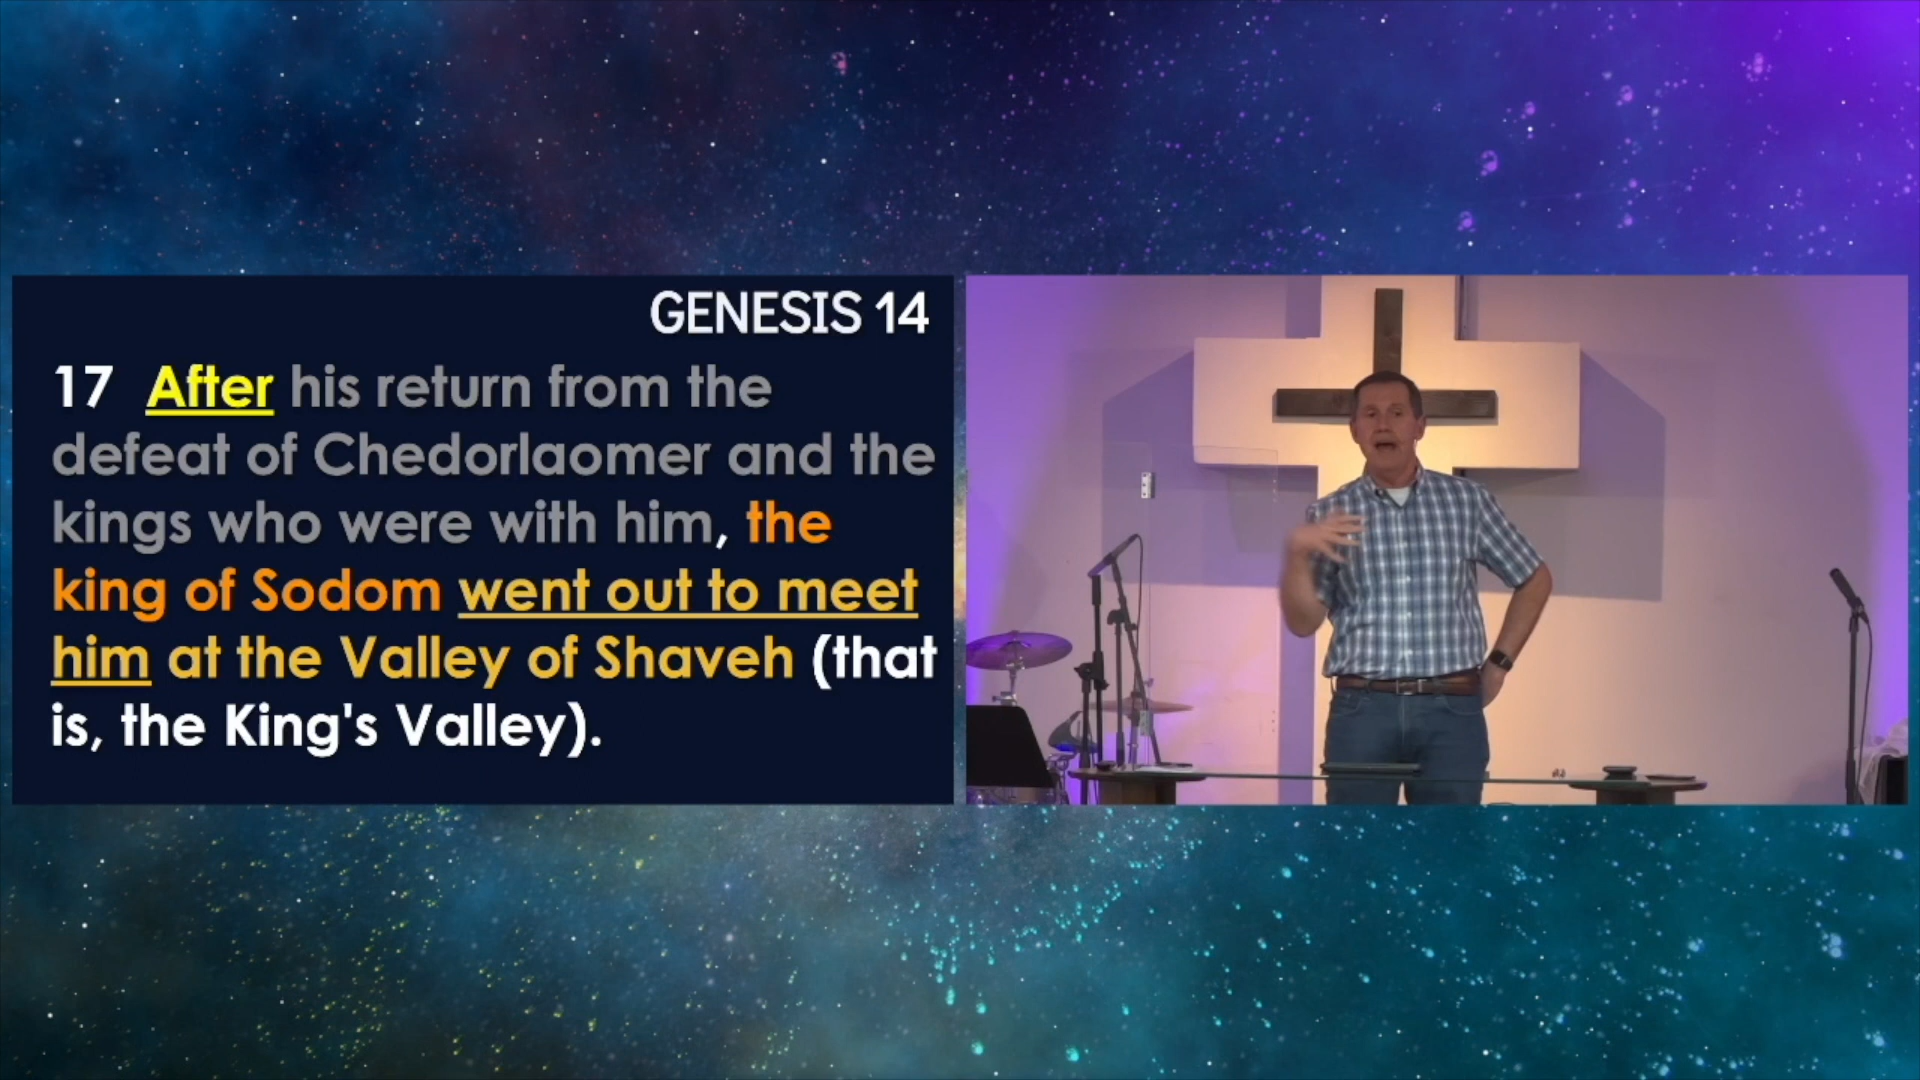 GENESIS 14
17 After his return from the
defeat of Chedorlaomer and the
kings who were with him, the
king of Sodom went out to meet
him at the Valley of Shaveh (that
is, the King's Valley).